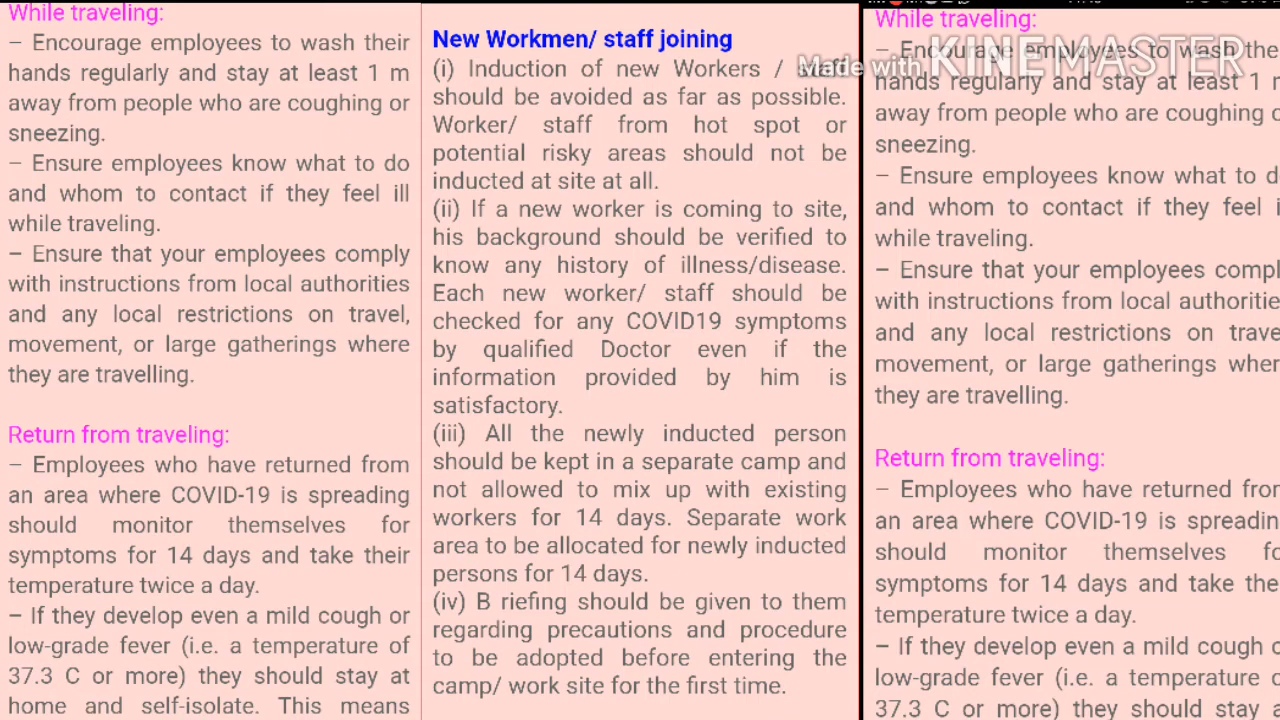 While traveling:
– Encourage employees to wash their
hands regularly and stay at least 1 m
away from people who are coughing or
sneezing.
– Ensure employees know what to do
and whom to contact if they feel ill
while traveling.
– Ensure that your employees comply
with instructions from local authorities
and any local restrictions on travel,
movement, or large gatherings where
they are travelling.
Return from traveling:
– Employees who have returned from
an area where COVID-19 is spreading
should monitor themselves for
symptoms for 14 days and take their
temperature twice a day.
– If they develop even a mild cough or
low-grade fever (i.e. a temperature of
37.3 C or more) they should stay at
home and self-isolate. This means
New Workmen/ staff joining
(i) Induction of new Workers / staff
should be avoided as far as possible.
Worker/ staff from hot spot or
potential risky areas should not be
inducted at site at all.
(ii) If a new worker is coming to site,
his background should be verified to
know any history of illness/disease.
Each new worker/ staff should be
checked for any COVID19 symptoms
by qualified Doctor even if the
information provided by him is
satisfactory.
(iii) All the newly inducted person
should be kept in a separate camp and
not allowed to mix up with existing
workers for 14 days. Separate work
area to be allocated for newly inducted
persons for 14 days.
(iv) B riefing should be given to them
regarding precautions and procedure
to be adopted before entering the
camp/ work site for the first time.
Made with KINEMASTER
While traveling:
– Encourage employees to wash the
hands regularly and stay at least 1 m
away from people who are coughing o
sneezing.
– Ensure employees know what to d
and whom to contact if they feel i
while traveling.
– Ensure that your employees compl
with instructions from local authoritie
and any local restrictions on trave
movement, or large gatherings wher
they are travelling.
Return from traveling:
– Employees who have returned fron
an area where COVID-19 is spreadin
should monitor themselves fo
symptoms for 14 days and take the
temperature twice a day.
– If they develop even a mild cough o
low-grade fever (i.e. a temperature o
37.3 C or more) they should stay a